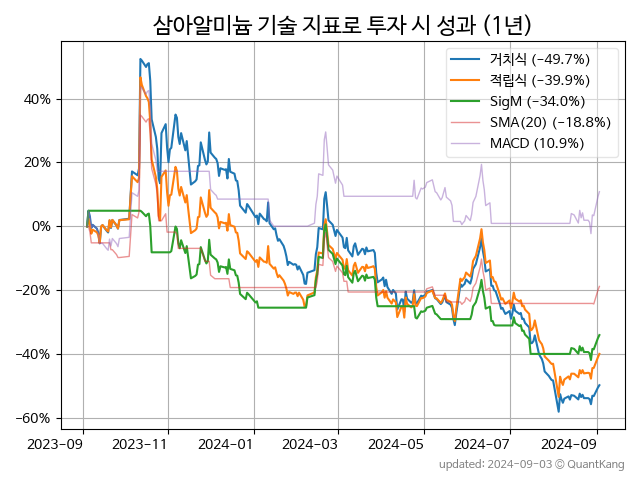 삼아알미늄 기술 지표로 투자 시 성과 (1년)
거치식 (−49.7%)
적립식 (−39.9%)
SigM (−34.0%)
SMA(20) (−18.8%)
MACD (10.9%)
40%
20%
0%
−20%
−40%
−60%
2023−09 2023−11 2024−01 2024−03 2024−05 2024−07 2024−09
updated: 2024−09−03 © QuantKang